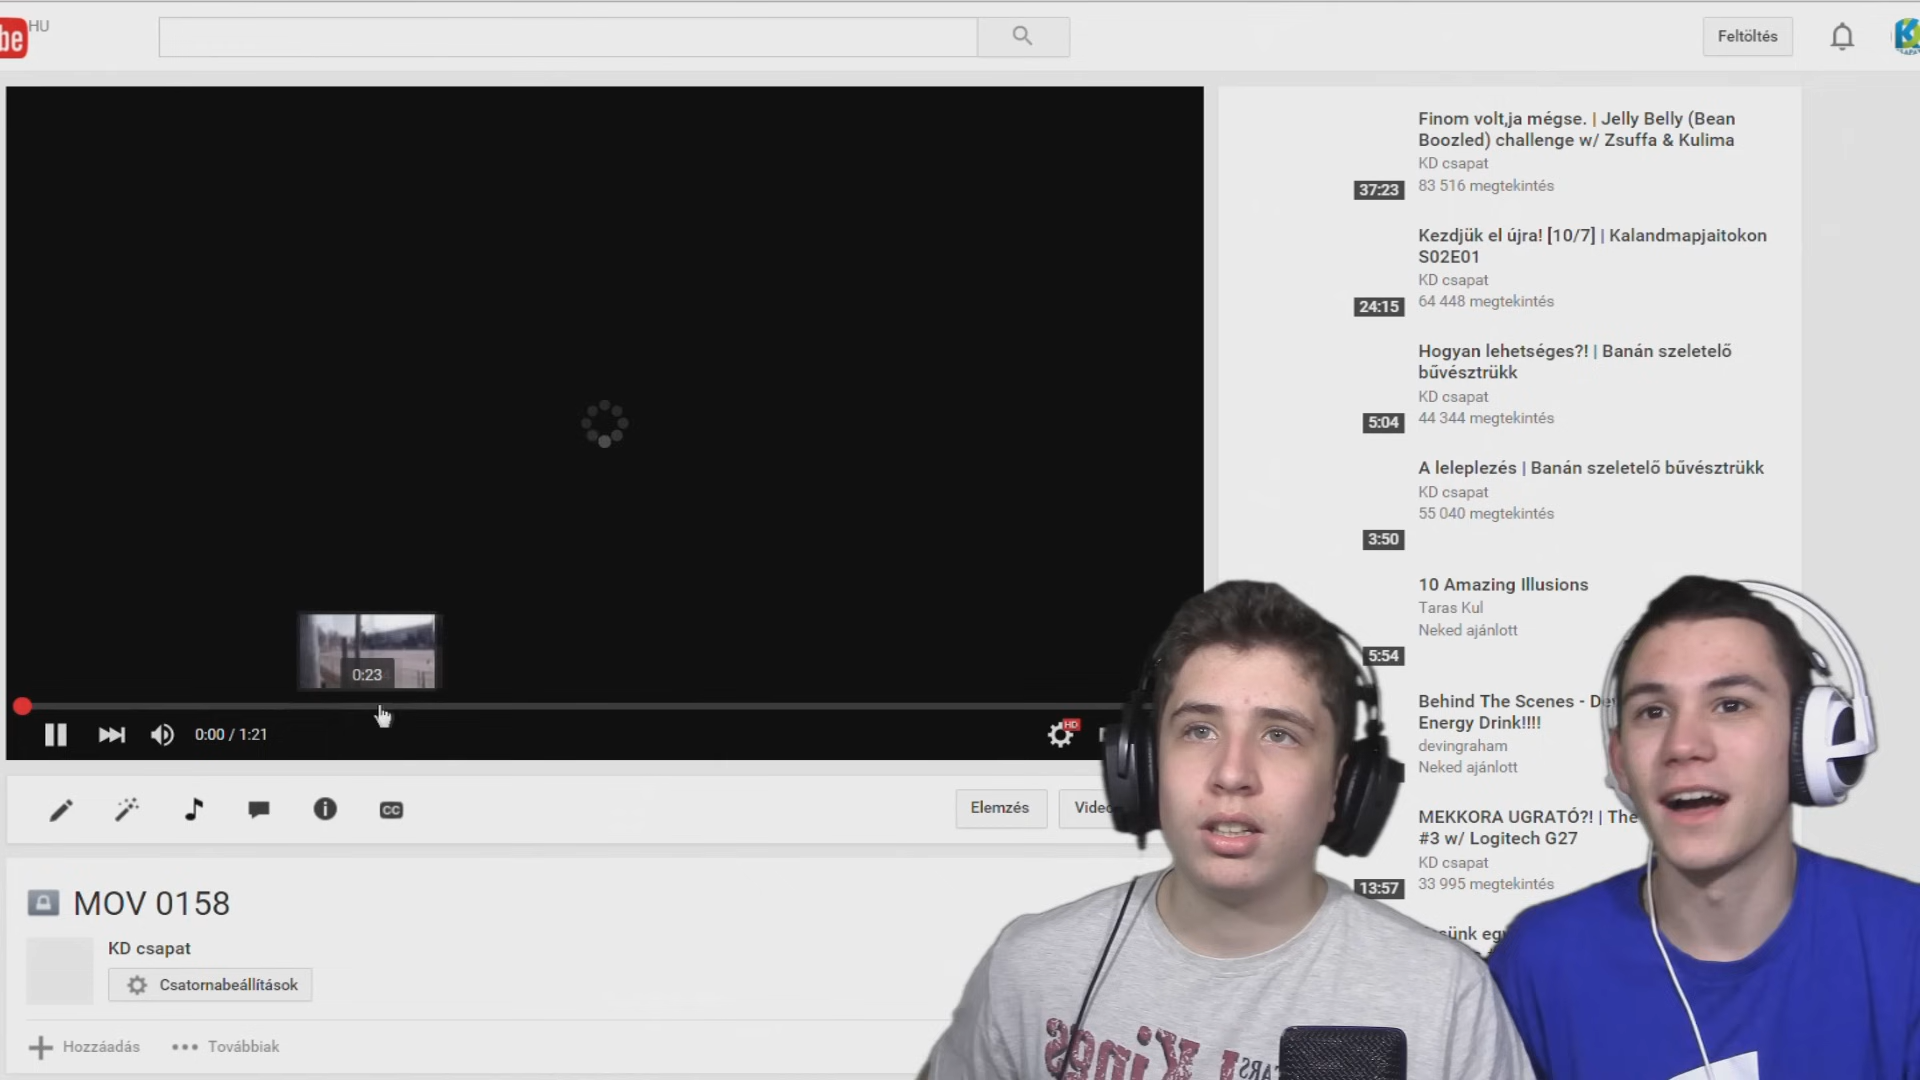 be HU
Feltöltés
Finom volt,ja mégse. | Jelly Belly (Bean
Boozled) challenge w/ Zsuffa & Kulima
KD csapat
83 516 megtekintés
37:23
Kezdjük el újra! [10/7] | Kalandmapjaitokon
S02E01
KD csapat
64 448 megtekintés
24:15
Hogyan lehetséges?! | Banán szeletelő
bűvésztrükk
KD csapat
44 344 megtekintés
5:04
A leleplezés | Banán szeletelő bűvésztrükk
KD csapat
55 040 megtekintés
3:50
10 Amazing Illusions
Taras Kul
Neked ajánlott
5:54
Behind The Scenes - De
Energy Drink!!!!
devingraham
Neked ajánlott
MEKKORA UGRATÓ?! | The
#3 w/ Logitech G27
KD csapat
33 995 megtekintés
13:57
0:23
0:00 / 1:21
HD
CC
Elemzés
Vide
MOV 0158
KD csapat
Csatornabeállítások
Hozzáadás
Továbbiak